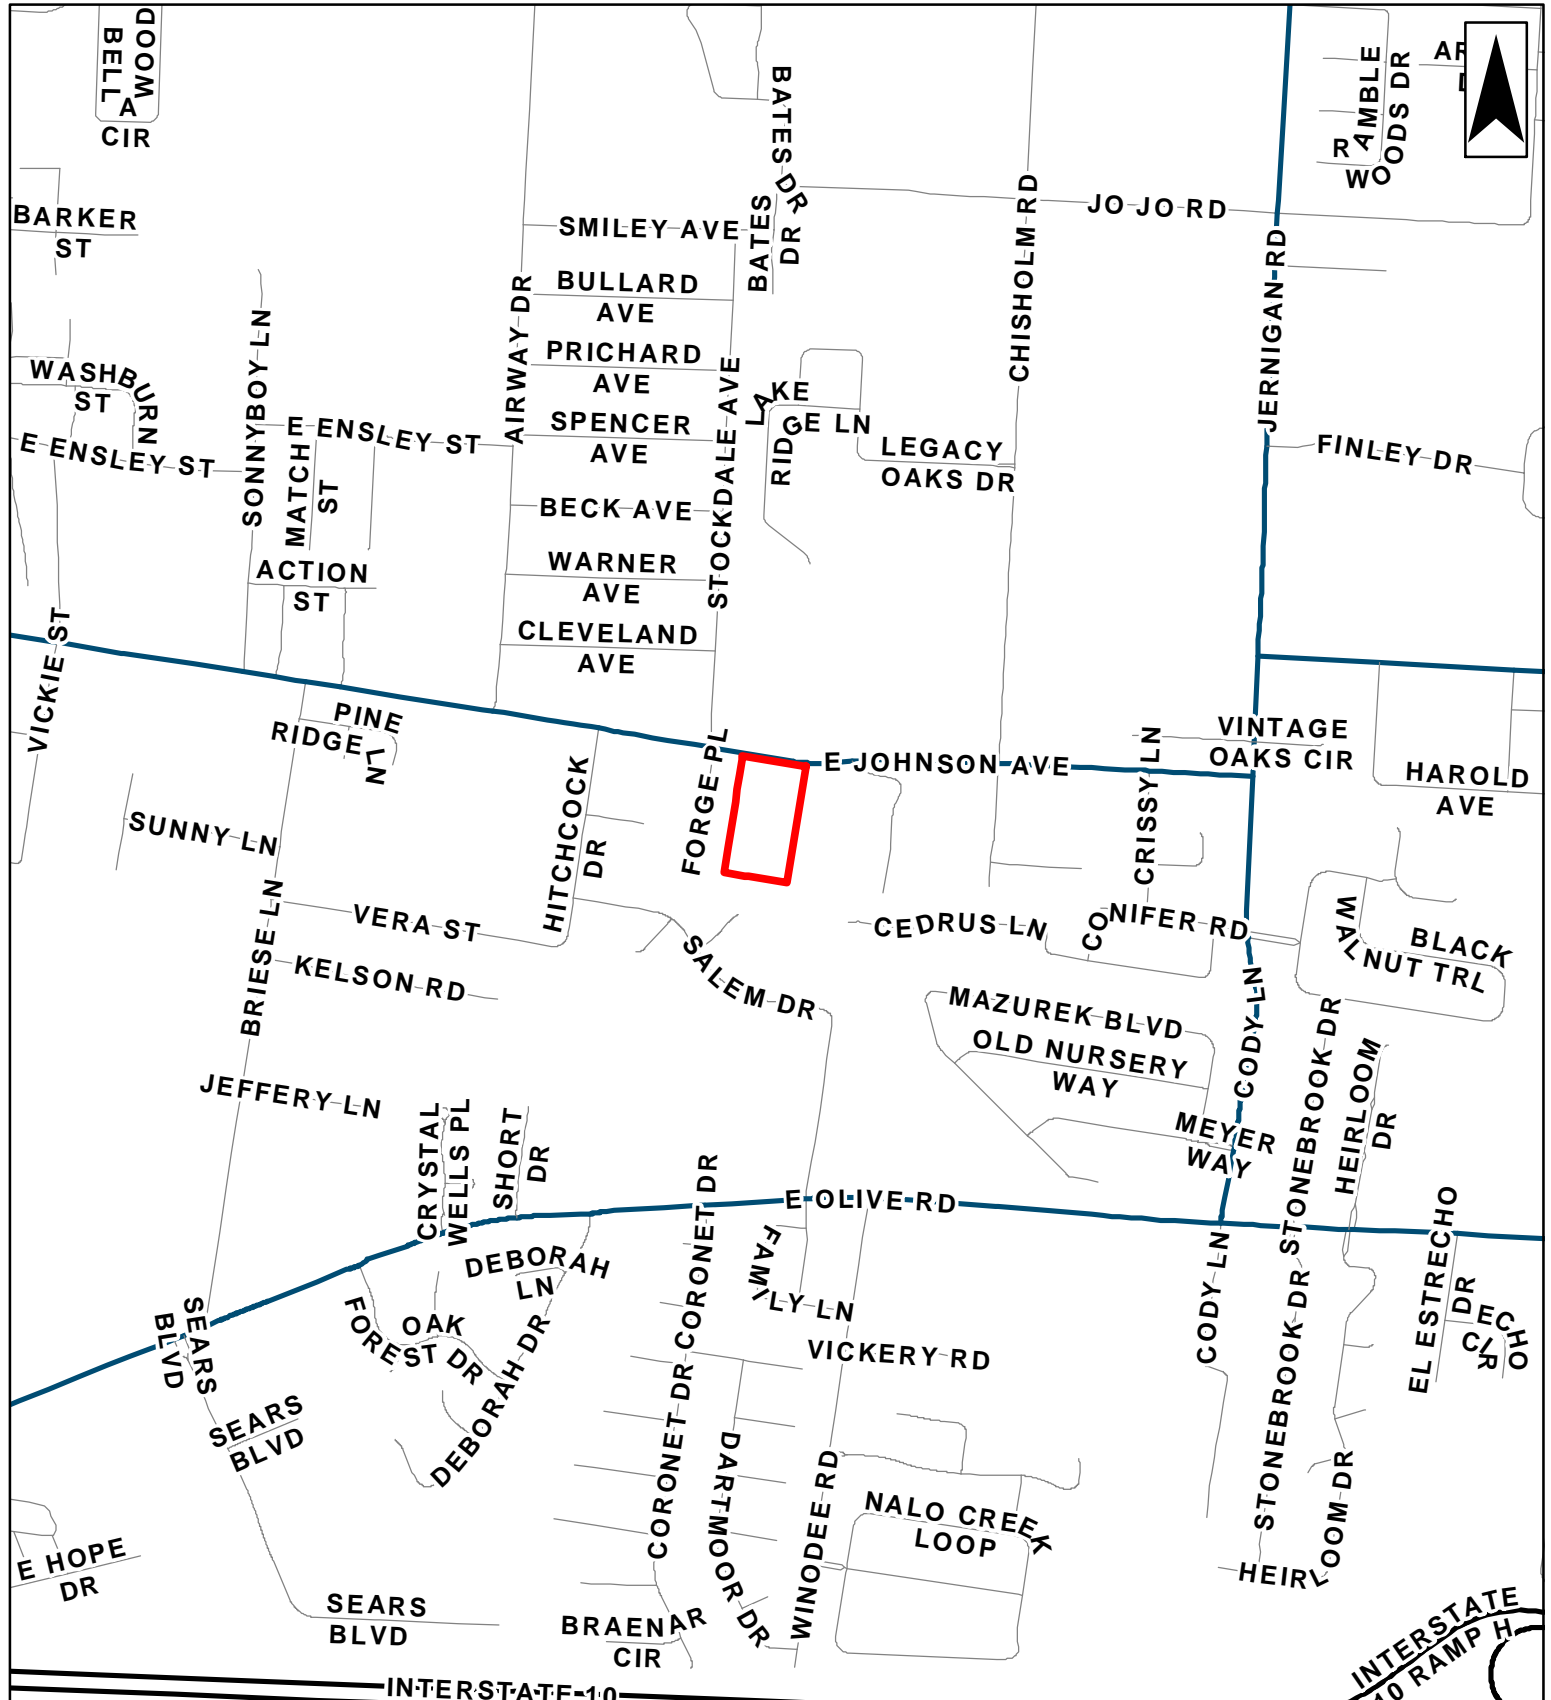 BELLA
WOOD
CIR
BATES DR
RAMBLE
WOODS DR
BARKER
ST
SMILEY AVE
BATES
DR
JO JO RD
CHISHOLM RD
JERNIGAN RD
BULLARD
AVE
AIRWAY DR
PRICHARD
AVE
SONNYBOY LN
WASHBURN
ST
STOCKDALE AVE
LAKE
RIDGE LN
E ENSLEY ST
E ENSLEY ST
SPENCER
AVE
LEGACY
OAKS DR
FINLEY DR
MATCH
ST
BECK AVE
ACTION
ST
WARNER
AVE
CLEVELAND
AVE
VICKIE ST
PINE
RIDGE LN
FORGE PL
E JOHNSON AVE
CRISSY LN
VINTAGE
OAKS CIR
HAROLD
AVE
SUNNY LN
HITCHCOCK
DR
BRIESE LN
VERA ST
CEDRUS LN
CONIFER RD
BLACK
WALNUT TRL
KELSON RD
SALEM DR
MAZUREK BLVD
OLD NURSERY
WAY
CODY LN
STONEBROOK DR
HEIRLOOM
DR
JEFFERY LN
CRYSTAL
WELLS PL
SHORT
DR
MEYER
WAY
CORONET DR
E OLIVE RD
DEBORAH
LN
FAMILY LN
CODY LN
STONEBROOK DR
EL ESTRECHO
DR
ECHO
CIR
SEARS
BLVD
FOREST
OAK
DR
DEBORAH DR
VICKERY RD
SEARS
BLVD
CORONET DR
DARTMOOR DR
WINODEE RD
NALO CREEK
LOOP
HEIRLOOM DR
E HOPE
DR
SEARS
BLVD
BRAENAR
CIR
INTERSTATE 10
INTERSTATE
10 RAMP H